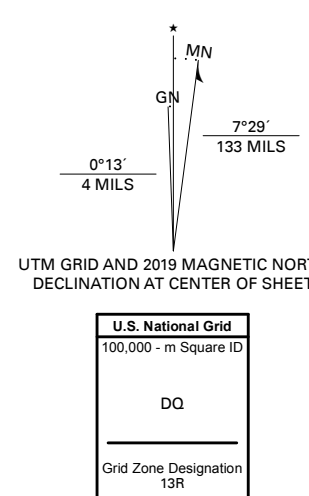 ★
MN
GN
7°29´
133 MILS
0°13´
4 MILS
UTM GRID AND 2019 MAGNETIC NORT
DECLINATION AT CENTER OF SHEET
U.S. National Grid
100,000 - m Square ID
DQ
Grid Zone Designation
13R